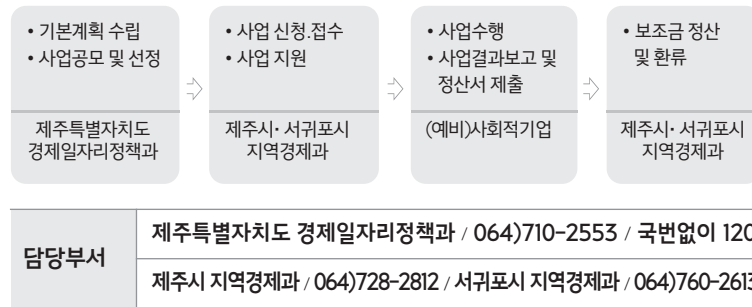 • 기본계획 수립
• 사업공모 및 선정
제주특별자치도
경제일자리정책과
• 사업 신청.접수
• 사업 지원
제주시· 서귀포시
지역경제과
• 사업수행
• 사업결과보고 및
정산서 제출
(예비)사회적기업
• 보조금 정산
및 환류
제주시· 서귀포시
지역경제과
담당부서
제주특별자치도 경제일자리정책과 / 064)710-2553 / 국번없이 120
제주시 지역경제과 / 064)728-2812 / 서귀포시 지역경제과 / 064)760-2613